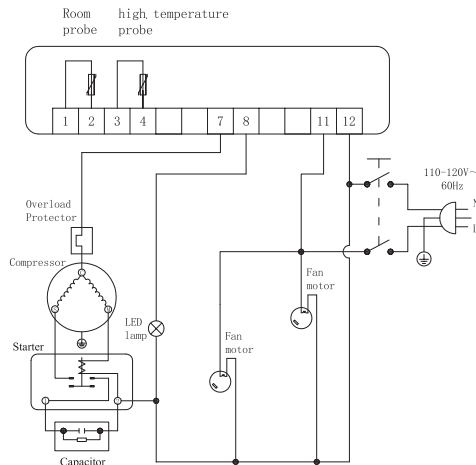 Room high temperature
probe probe
1 2 3 4 7 8 11 12
110-120V~
60Hz
N
L
Overload
Protector
Compressor
LED
lamp
Fan
motor
Fan
motor
Starter
Capacitor